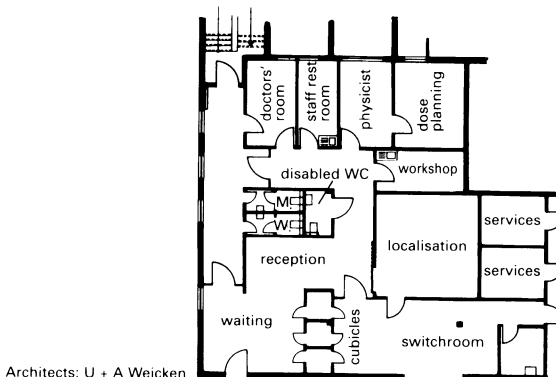 doctors'
room
staff rest
room
physicist
dose
planning
disabled WC
workshop
M.
W.
services
localisation
services
reception
waiting
cubicles
switchroom
Architects: U + A Weicken